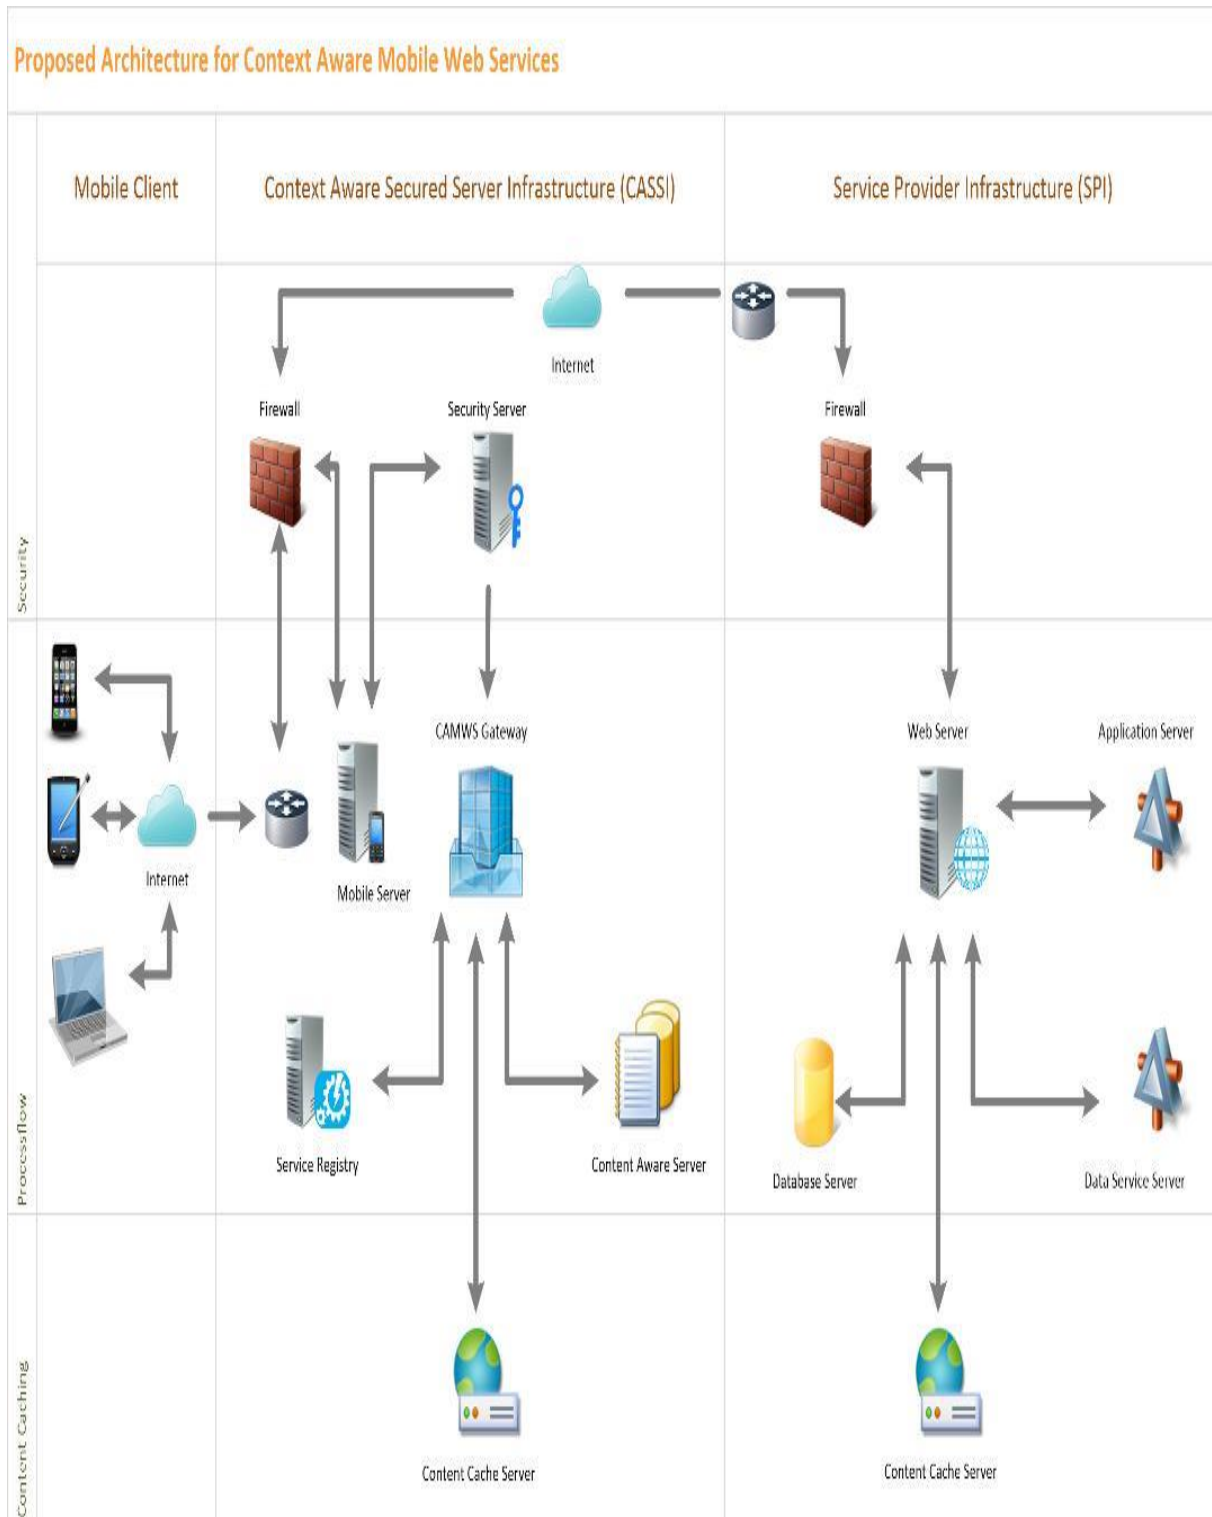 Proposed Architecture for Context Aware Mobile Web Services
Mobile Client
Context Aware Secured Server Infrastructure (CASSI)
Service Provider Infrastructure (SPI)
Internet
Firewall
Security Server
Firewall
Security
CAMWS Gateway
Web Server
Application Server
Internet
Mobile Server
Service Registry
Content Aware Server
Database Server
Data Service Server
Processflow
Content Cache Server
Content Cache Server
Content Caching